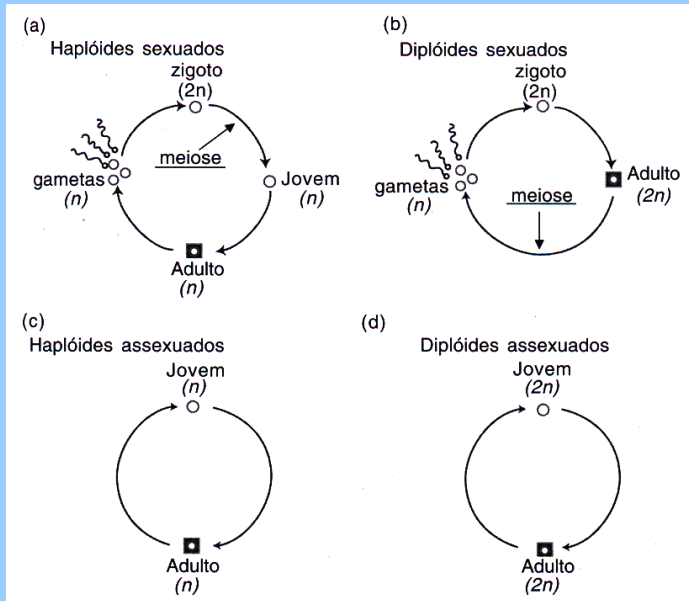 (a)
Haplóides sexuados
zigoto
(2n)
meiose
gametas
(n)
Jovem
(n)
Adulto
(n)
(b)
Diplóides sexuados
zigoto
(2n)
gametas
(n)
meiose
Adulto
(2n)
(c)
Haplóides assexuados
Jovem
(n)
Adulto
(n)
(d)
Diplóides assexuados
Jovem
(2n)
Adulto
(2n)